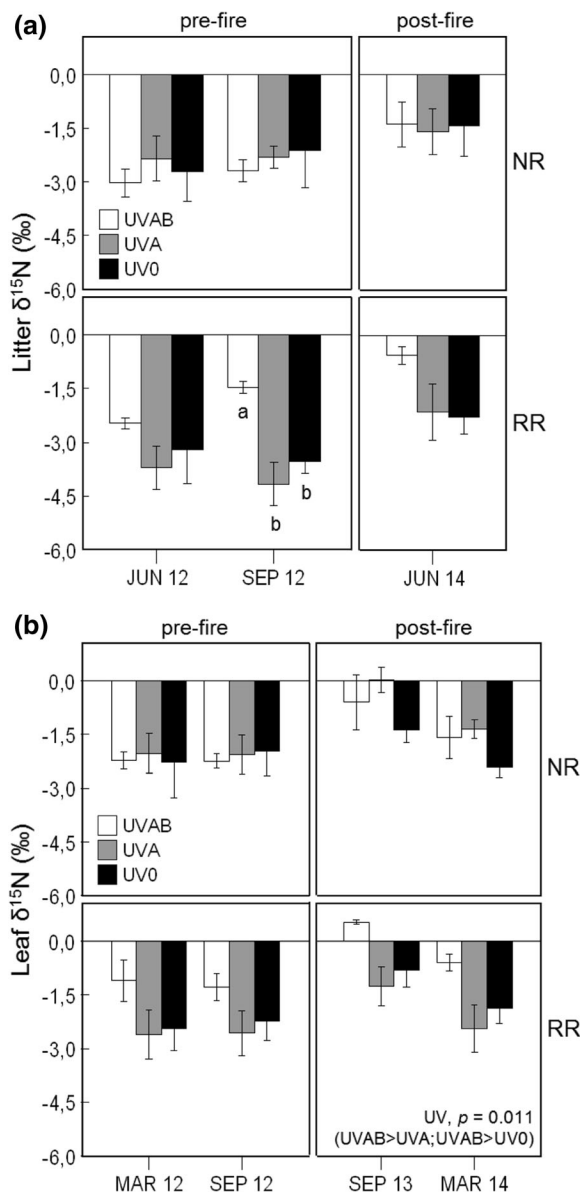 (a)
pre-fire post-fire
0,0
-1,5
-3,0
-4,5
-6,0
UVAB
UVA
UV0
NR
Litter δ¹⁵N (‰)
0,0
-1,5
-3,0
-4,5
-6,0
a
b
b
RR
JUN 12 SEP 12 JUN 14
(b)
pre-fire post-fire
0,0
-1,5
-3,0
-4,5
-6,0
UVAB
UVA
UV0
NR
Leaf δ¹⁵N (‰)
0,0
-1,5
-3,0
-4,5
-6,0
RR
UV, p = 0.011
(UVAB>UVA;UVAB>UV0)
MAR 12 SEP 12 SEP 13 MAR 14